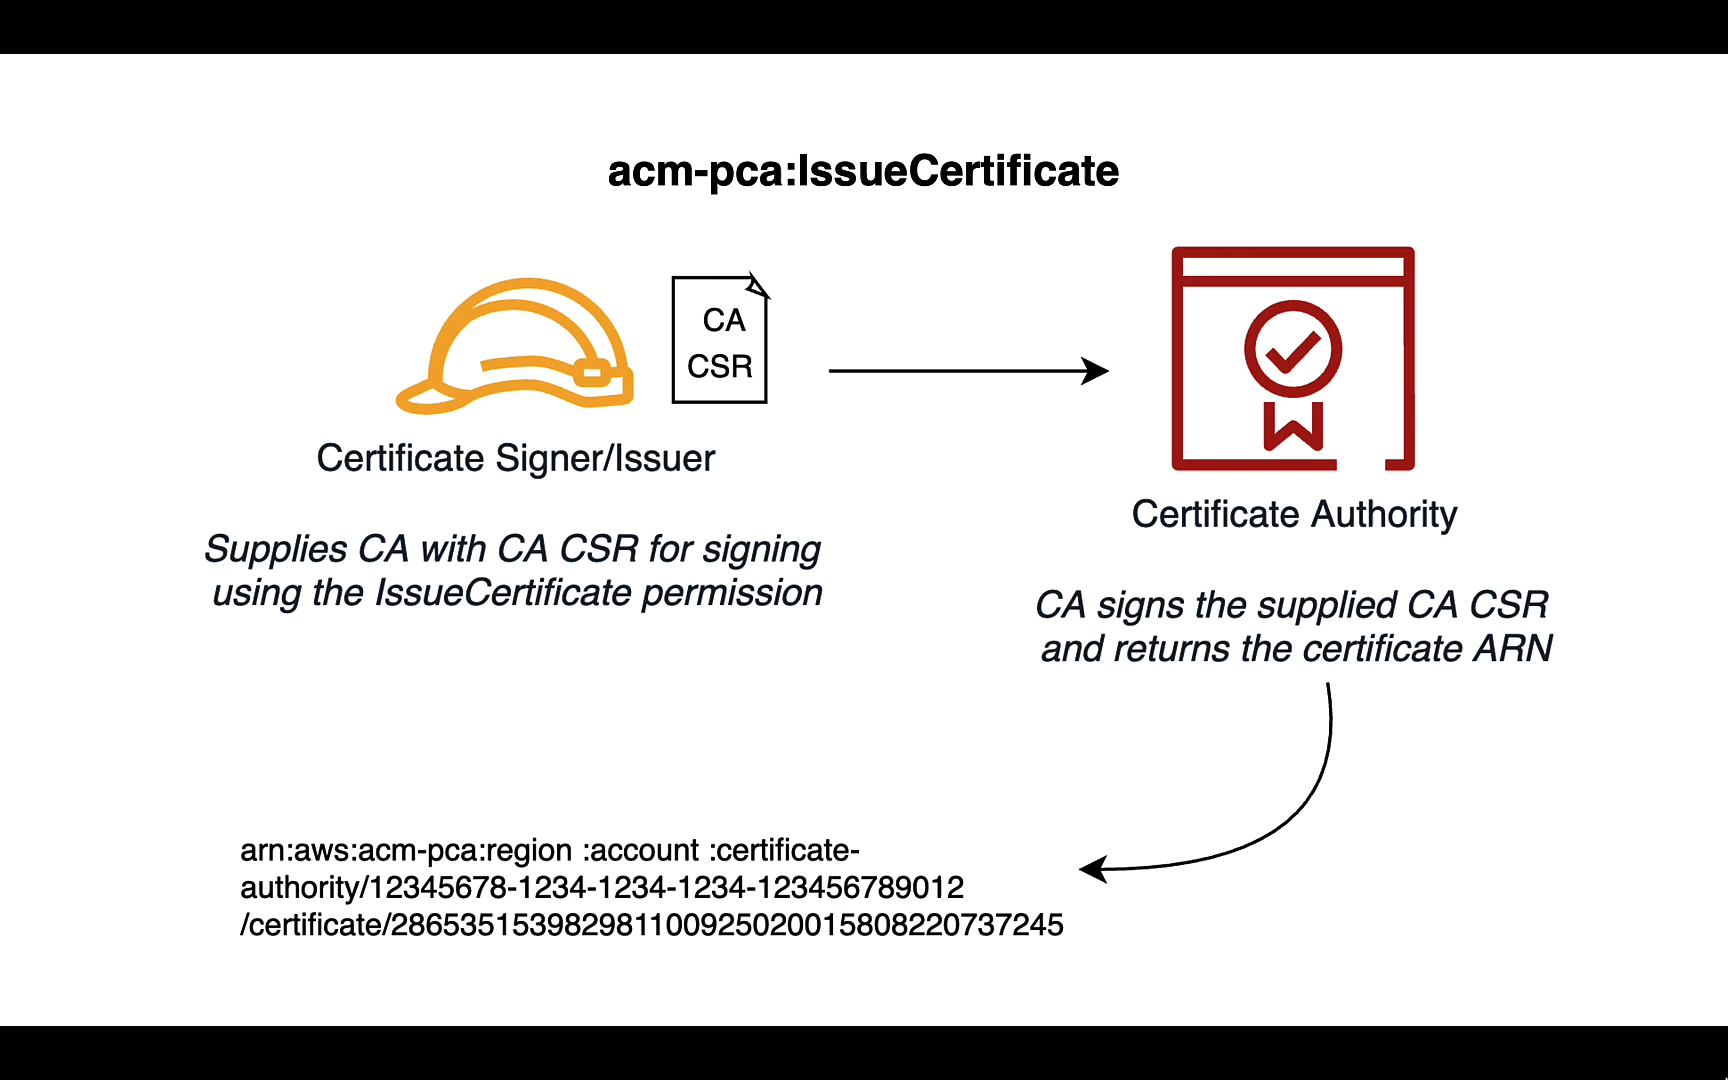 acm-pca:IssueCertificate
CA
CSR
Certificate Signer/Issuer
Supplies CA with CA CSR for signing
using the IssueCertificate permission
Certificate Authority
CA signs the supplied CA CSR
and returns the certificate ARN
arn:aws:acm-pca:region :account :certificate-
authority/12345678-1234-1234-1234-123456789012
/certificate/286535153982981100925020015808220737245